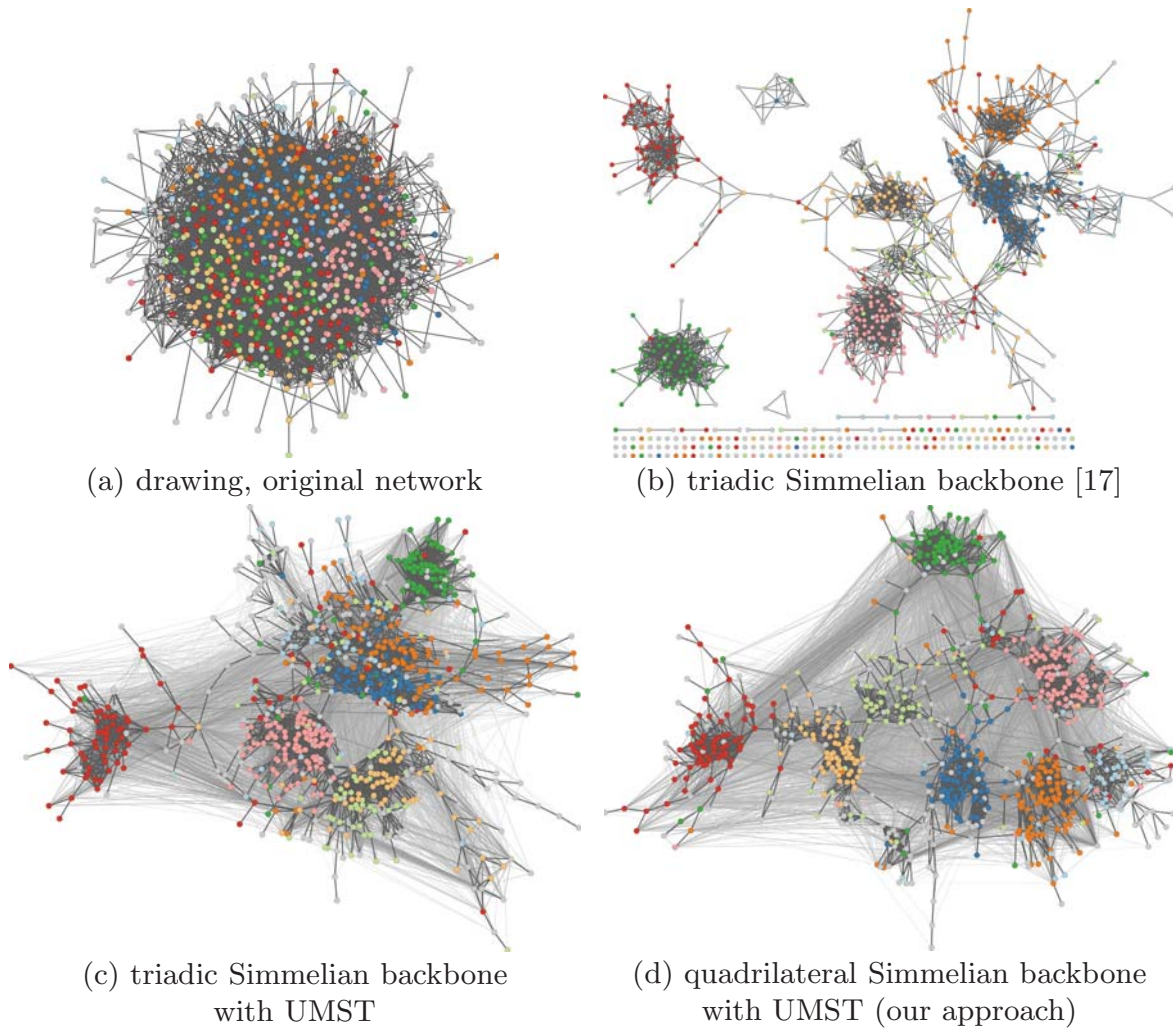 (a) drawing, original network
(b) triadic Simmelian backbone [17]
(c) triadic Simmelian backbone
with UMST
(d) quadrilateral Simmelian backbone
with UMST (our approach)